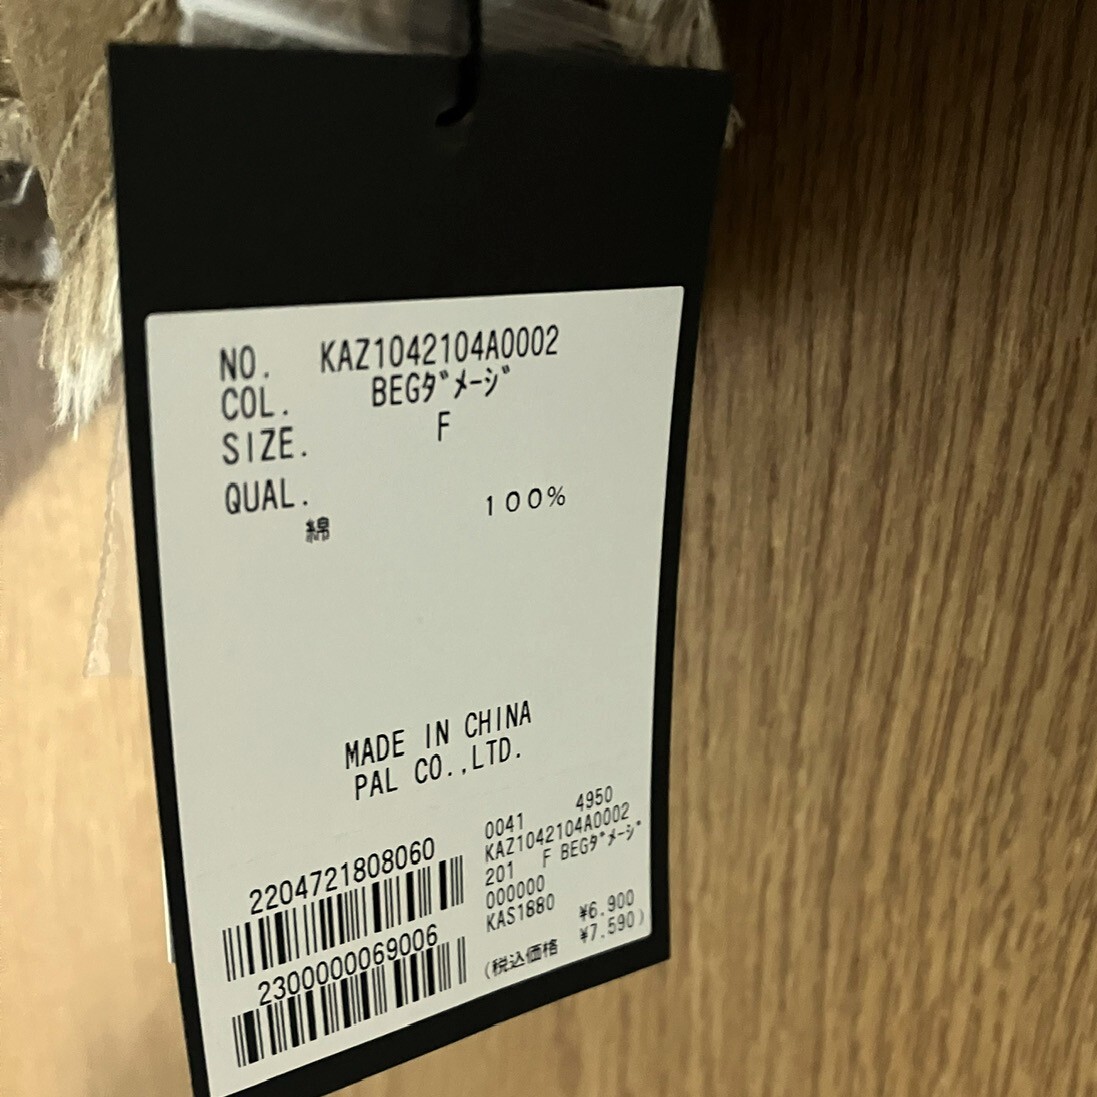 NO. KAZ1042104A0002
COL. BEGﾀﾞﾒｰｼﾞ
SIZE. F
QUAL.
綿 100%
MADE IN CHINA
PAL CO.,LTD.
2204721808060
2300000069006
0041 4950
KAZ1042104A0002
201 F BEGﾀﾞﾒｰｼﾞ
000000
KAS1880
¥6.900
(税込価格 ¥7.590)